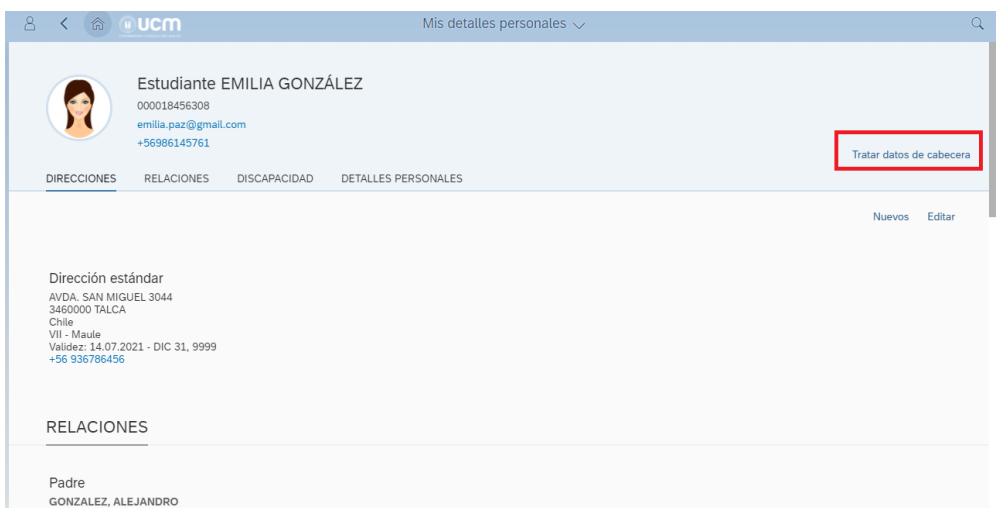 ucm
Mis detalles personales
Estudiante EMILIA GONZÁLEZ
000018456308
emilia.paz@gmail.com
+56986145761
Tratar datos de cabecera
DIRECCIONES RELACIONES DISCAPACIDAD DETALLES PERSONALES
Nuevos Editar
Dirección estándar
AVDA. SAN MIGUEL 3044
3460000 TALCA
Chile
VII - Maule
Validez: 14.07.2021 - DIC 31, 9999
+56 936786456
RELACIONES
Padre
GONZALEZ, ALEJANDRO